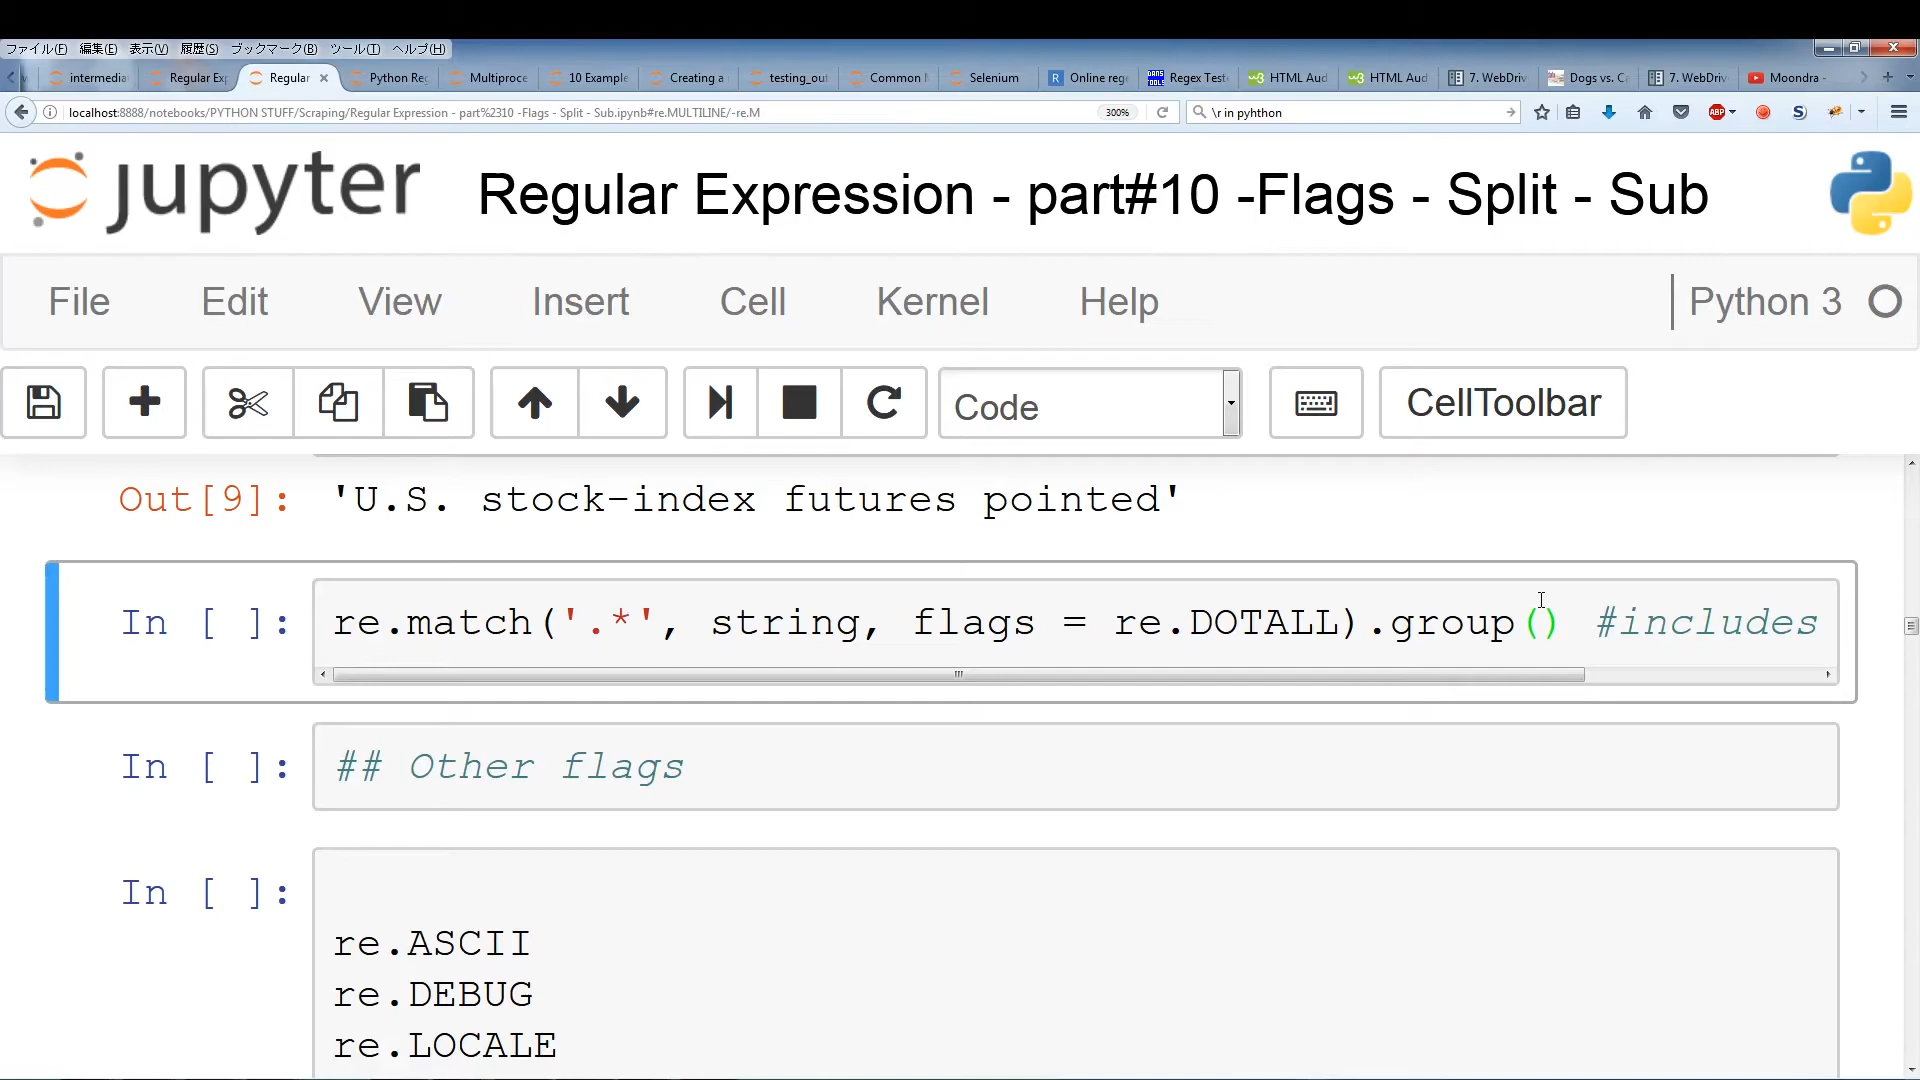 ファイル(F) 編集(E) 表示(V) 履歴(S) ブックマーク(B) ツール(T) ヘルプ(H)
intermedia Regular Exp Regular Python Reg Multiproce 10 Example Creating a testing_out Common Selenium Online rege Regex Test HTML Aud HTML Aud 7. WebDriv Dogs vs. Ca 7. WebDriv Moondra -
localhost:8888/notebooks/PYTHON STUFF/Scraping/Regular Expression - part%2310 -Flags - Split - Sub.ipynb#re.MULTILINE/-re.M 300% \r in pyhthon ABP S
jupyter Regular Expression - part#10 -Flags - Split - Sub
File Edit View Insert Cell Kernel Help Python 3
Code CellToolbar
Out[9]: 'U.S. stock-index futures pointed'
In [ ]: re.match('.*', string, flags = re.DOTALL).group() #includes
In [ ]: ## Other flags
In [ ]:
re.ASCII
re.DEBUG
re.LOCALE